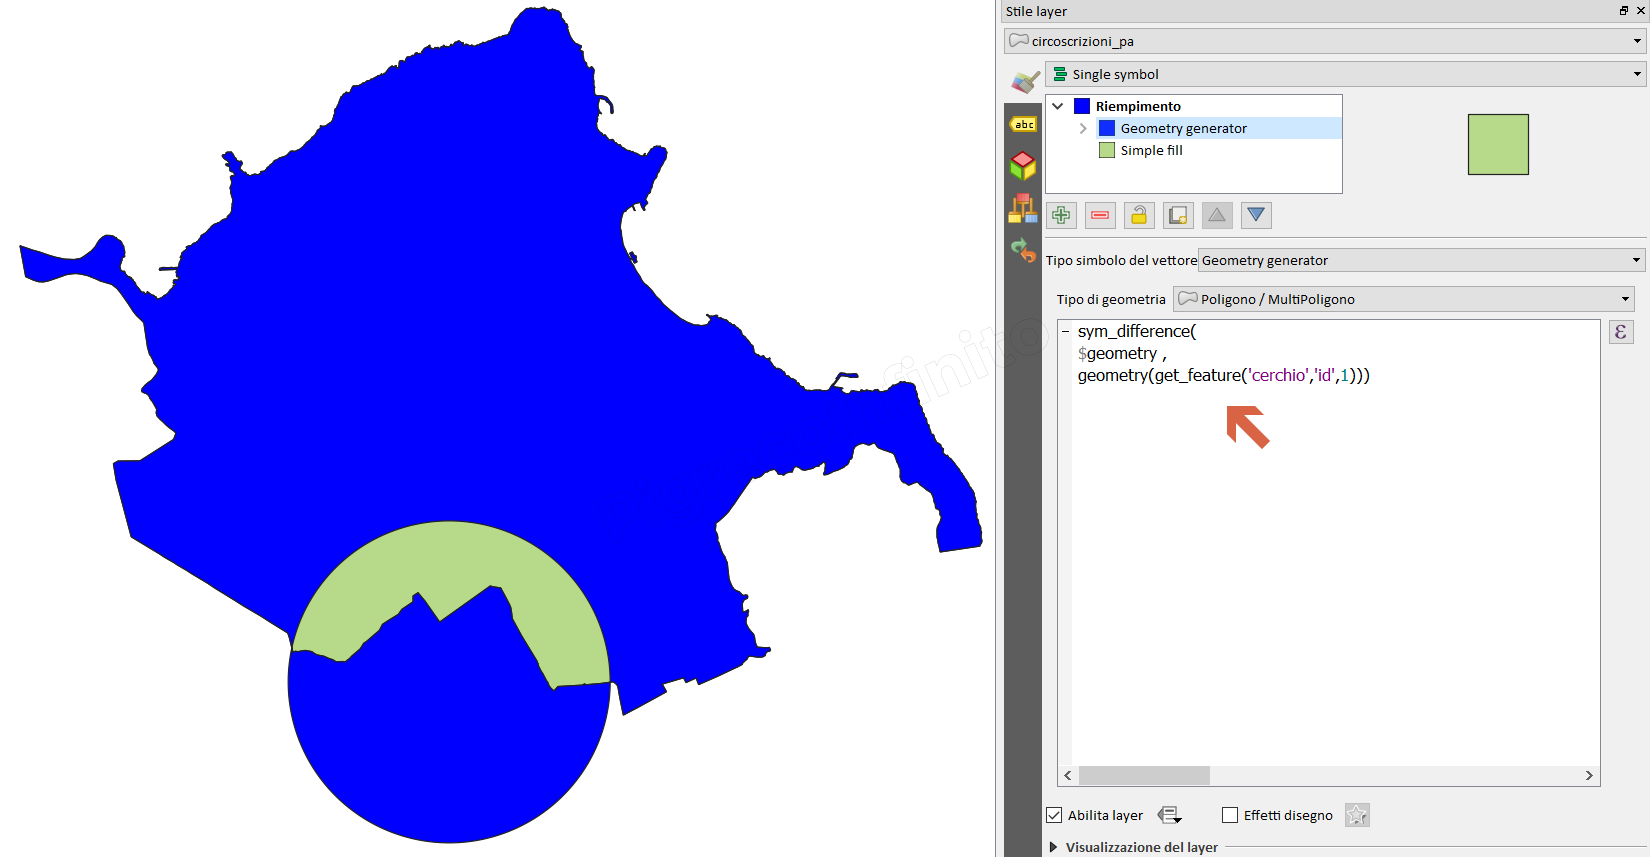 Stile layer
circoscrizioni_pa
Single symbol
abc
Riempimento
Geometry generator
Simple fill
Tipo simbolo del vettore Geometry generator
Tipo di geometria Poligono / MultiPoligono
sym_difference(
$geometry ,
geometry(get_feature('cerchio','id',1)))
ε
finito
Abilita layer
Effetti disegno
Visualizzazione del layer